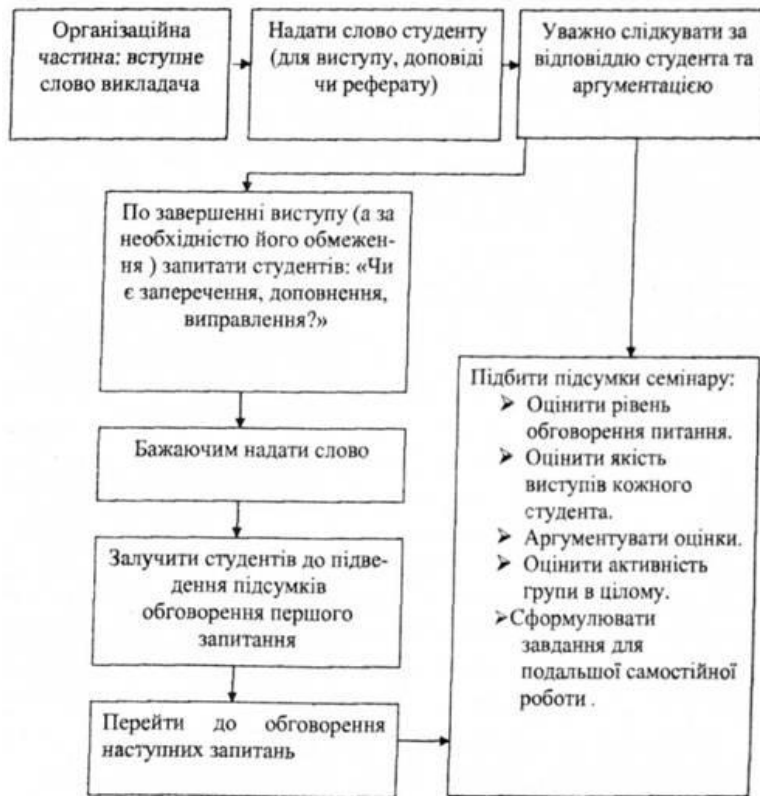 Організаційна
частина: вступне
слово викладача
Надати слово студенту
(для виступу, доповіді
чи реферату)
Уважно слідкувати за
відповіддю студента та
аргументацією
По завершенні виступу (а за
необхідністю його обмежен-
ня ) запитати студентів: «Чи
є заперечення, доповнення,
виправлення?»
Бажаючим надати слово
Залучити студентів до підве-
дення підсумків
обговорення першого
запитання
Перейти до обговорення
наступних запитань
Підбити підсумки семінару:
➢ Оцінити рівень
обговорення питання.
➢ Оцінити якість
виступів кожного
студента.
➢ Аргументувати оцінки.
➢ Оцінити активність
групи в цілому.
➢Сформулювати
завдання для
подальшої самостійної
роботи .